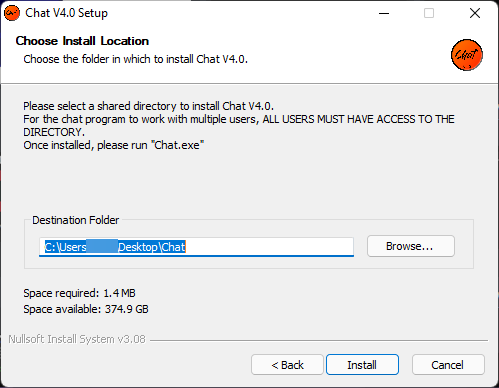 Chat V4.0 Setup
Choose Install Location
Choose the folder in which to install Chat V4.0.
Chat
Please select a shared directory to install Chat V4.0.
For the chat program to work with multiple users, ALL USERS MUST HAVE ACCESS TO THE
DIRECTORY.
Once installed, please run "Chat.exe"
Destination Folder
C:\Users Desktop\Chat
Browse...
Space required: 1.4 MB
Space available: 374.9 GB
Nullsoft Install System v3.08
< Back
Install
Cancel